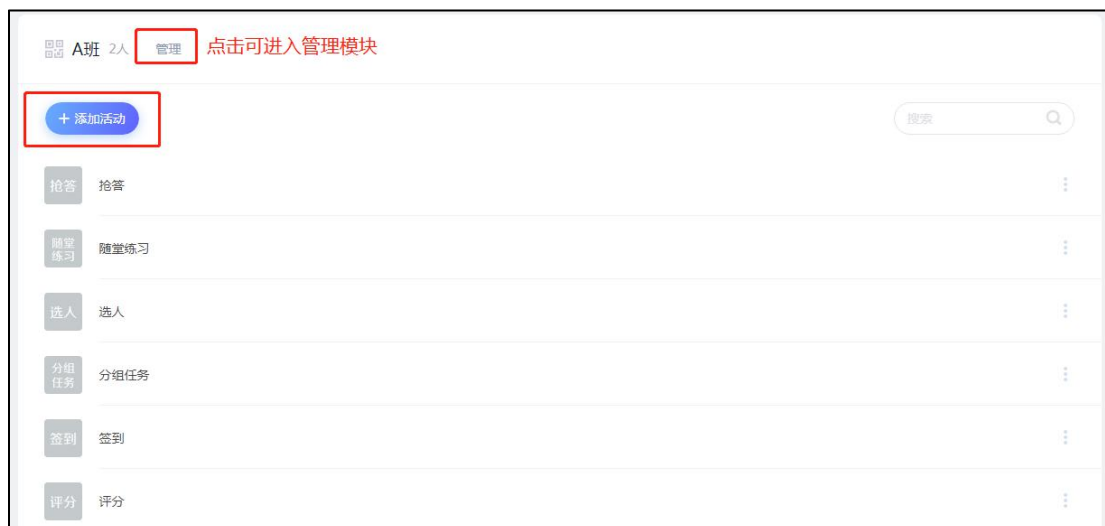 A班 2人 管理 点击可进入管理模块
+ 添加活动 搜索
抢答 抢答
随堂
练习 随堂练习
选人 选人
分组
任务 分组任务
签到 签到
评分 评分